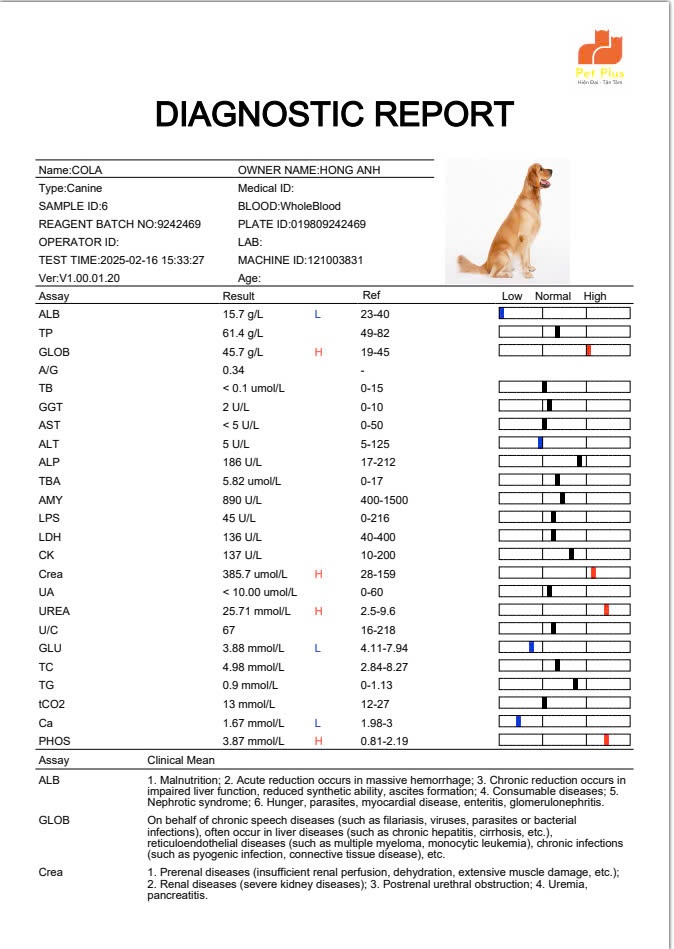 Pet Plus
Hiện Đại - Tận Tâm
DIAGNOSTIC REPORT
Name:COLA OWNER NAME:HONG ANH
Type:Canine Medical ID:
SAMPLE ID:6 BLOOD:WholeBlood
REAGENT BATCH NO:9242469 PLATE ID:019809242469
OPERATOR ID: LAB:
TEST TIME:2025-02-16 15:33:27 MACHINE ID:121003831
Ver:V1.00.01.20 Age:
Assay Result Ref Low Normal High
ALB 15.7 g/L L 23-40
TP 61.4 g/L 49-82
GLOB 45.7 g/L H 19-45
A/G 0.34 -
TB < 0.1 umol/L 0-15
GGT 2 U/L 0-10
AST < 5 U/L 0-50
ALT 5 U/L 5-125
ALP 186 U/L 17-212
TBA 5.82 umol/L 0-17
AMY 890 U/L 400-1500
LPS 45 U/L 0-216
LDH 136 U/L 40-400
CK 137 U/L 10-200
Crea 385.7 umol/L H 28-159
UA < 10.00 umol/L 0-60
UREA 25.71 mmol/L H 2.5-9.6
U/C 67 16-218
GLU 3.88 mmol/L L 4.11-7.94
TC 4.98 mmol/L 2.84-8.27
TG 0.9 mmol/L 0-1.13
tCO2 13 mmol/L 12-27
Ca 1.67 mmol/L L 1.98-3
PHOS 3.87 mmol/L H 0.81-2.19
Assay Clinical Mean
ALB 1. Malnutrition; 2. Acute reduction occurs in massive hemorrhage; 3. Chronic reduction occurs in
impaired liver function, reduced synthetic ability, ascites formation; 4. Consumable diseases; 5.
Nephrotic syndrome; 6. Hunger, parasites, myocardial disease, enteritis, glomerulonephritis.
GLOB On behalf of chronic speech diseases (such as filariasis, viruses, parasites or bacterial
infections), often occur in liver diseases (such as chronic hepatitis, cirrhosis, etc.),
reticuloendothelial diseases (such as multiple myeloma, monocytic leukemia), chronic infections
(such as pyogenic infection, connective tissue disease), etc.
Crea 1. Prerenal diseases (insufficient renal perfusion, dehydration, extensive muscle damage, etc.);
2. Renal diseases (severe kidney diseases); 3. Postrenal urethral obstruction; 4. Uremia,
pancreatitis.